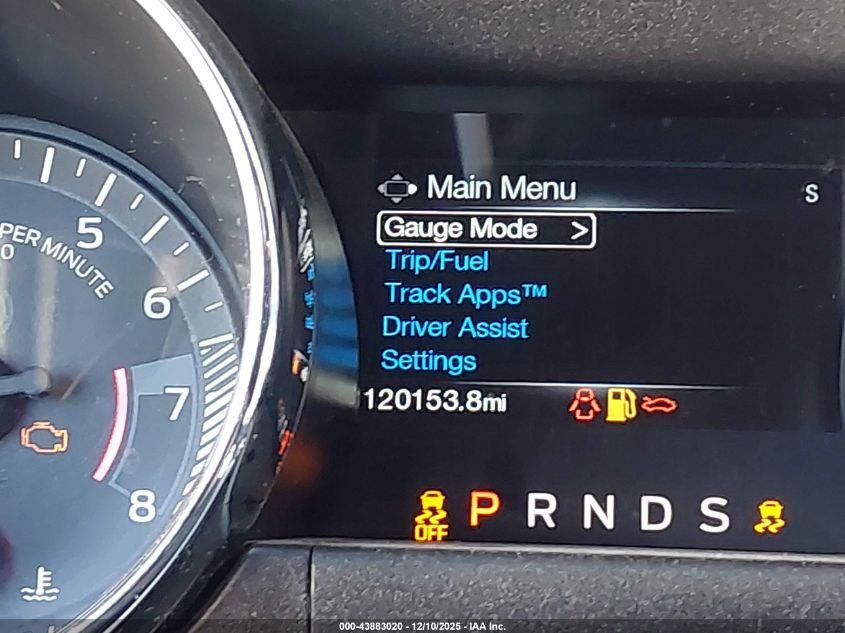 Main Menu
S
Gauge Mode >
Trip/Fuel
Track Apps™
Driver Assist
Settings
120153.8mi
PER MINUTE
0
5
6
7
8
OFF
P R N D S
000-43883020 - 12/10/2025 - IAA Inc.